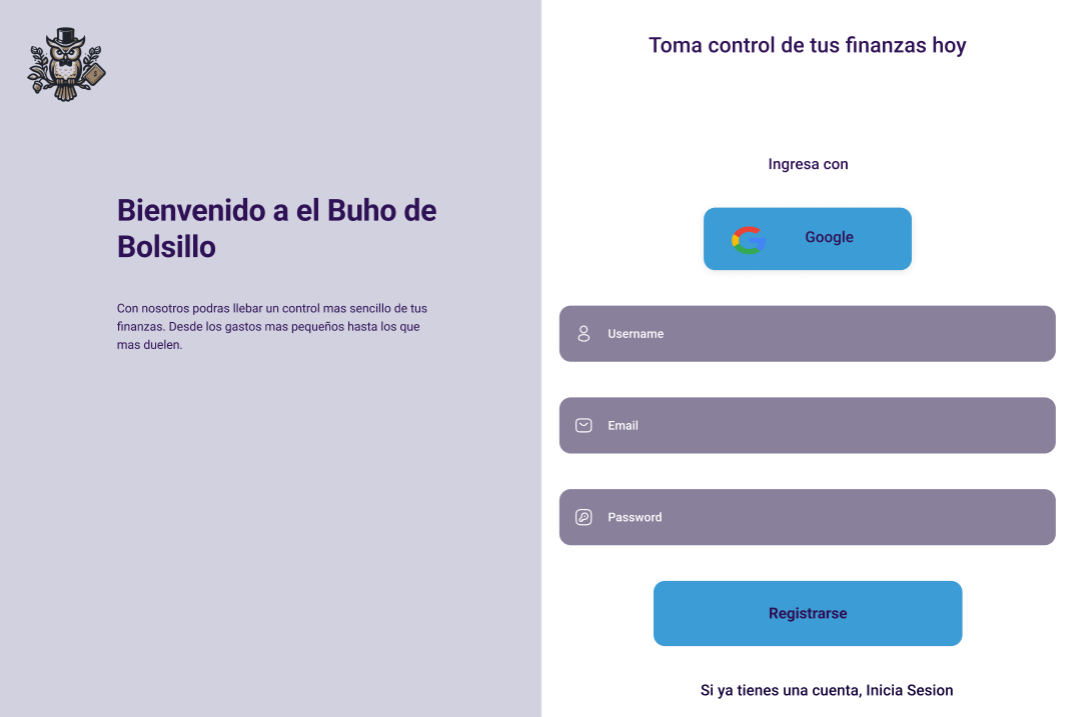 Bienvenido a el Buho de
Bolsillo
Con nosotros podras llebar un control mas sencillo de tus
finanzas. Desde los gastos mas pequeños hasta los que
mas duelen.
Toma control de tus finanzas hoy
Ingresa con
Google
Username
Email
Password
Registrarse
Si ya tienes una cuenta, Inicia Sesion